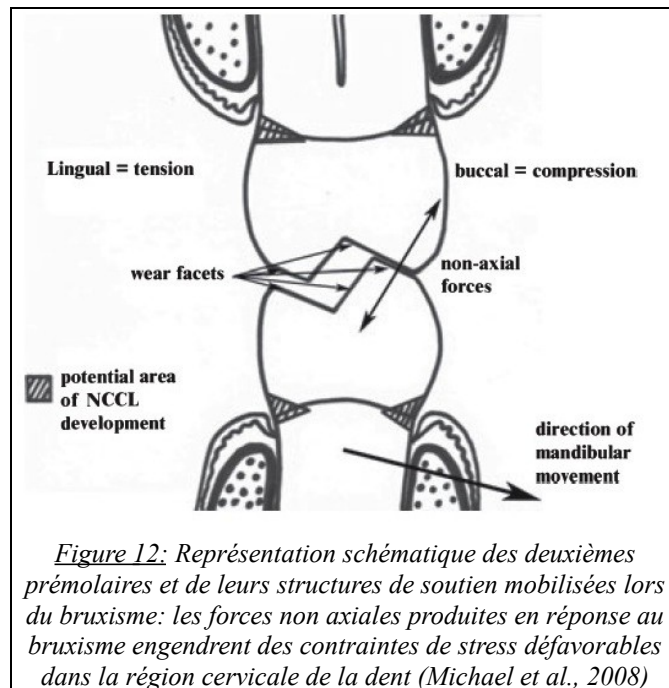 Lingual = tension
buccal = compression
wear facets
non-axial
forces
potential area
of NCCL
development
direction of
mandibular
movement
Figure 12: Représentation schématique des deuxièmes
prémolaires et de leurs structures de soutien mobilisées lors
du bruxisme: les forces non axiales produites en réponse au
bruxisme engendrent des contraintes de stress défavorables
dans la région cervicale de la dent (Michael et al., 2008)